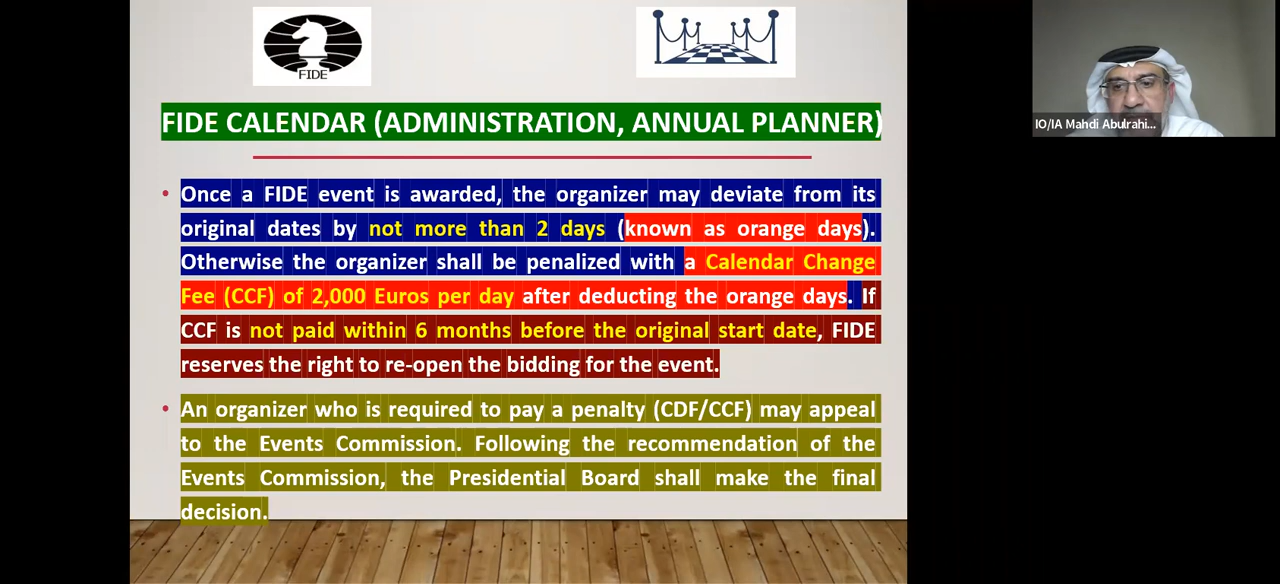 FIDE
IO/IA Mahdi Abulrahi...
FIDE CALENDAR (ADMINISTRATION, ANNUAL PLANNER)
• Once a FIDE event is awarded, the organizer may deviate from its
original dates by not more than 2 days (known as orange days).
Otherwise the organizer shall be penalized with a Calendar Change
Fee (CCF) of 2,000 Euros per day after deducting the orange days. If
CCF is not paid within 6 months before the original start date, FIDE
reserves the right to re-open the bidding for the event.
• An organizer who is required to pay a penalty (CDF/CCF) may appeal
to the Events Commission. Following the recommendation of the
Events Commission, the Presidential Board shall make the final
decision.